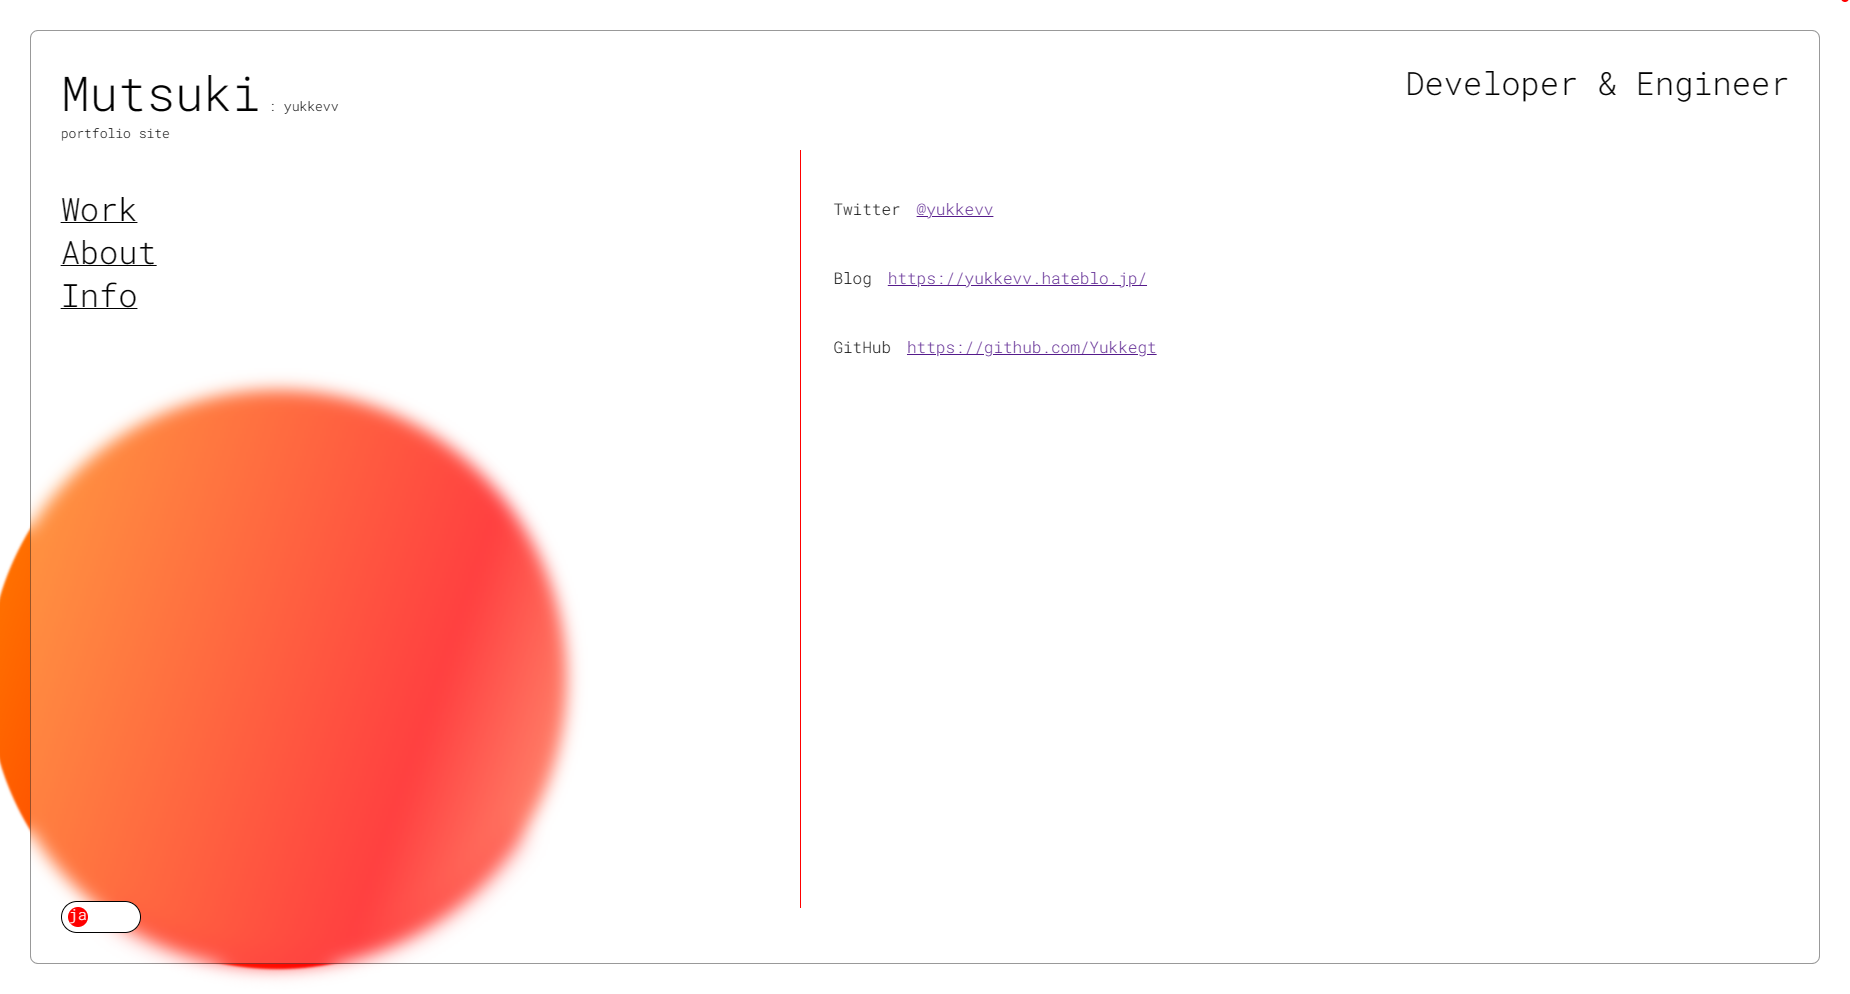 Mutsuki : yukkevv
portfolio site
Developer & Engineer
Work
About
Info
Twitter @yukkevv
Blog https://yukkevv.hateblo.jp/
GitHub https://github.com/Yukkegt
ja